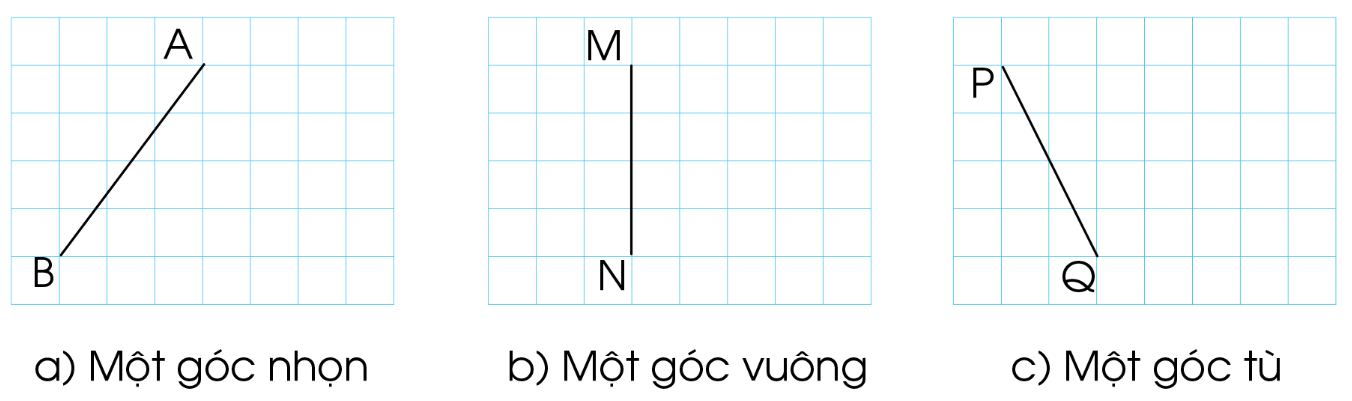 A
B
M
N
P
Q
a) Một góc nhọn
b) Một góc vuông
c) Một góc tù